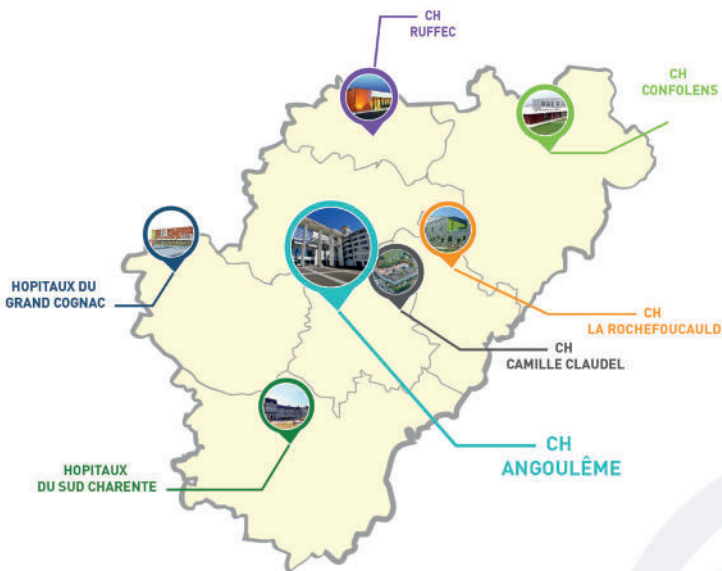 CH
RUFFEC
CH
CONFOLENS
HOPITAUX DU
GRAND COGNAC
CH
LA ROCHEFOUCAULD
CH
CAMILLE CLAUDEL
CH
ANGOULÊME
HOPITAUX
DU SUD CHARENTE